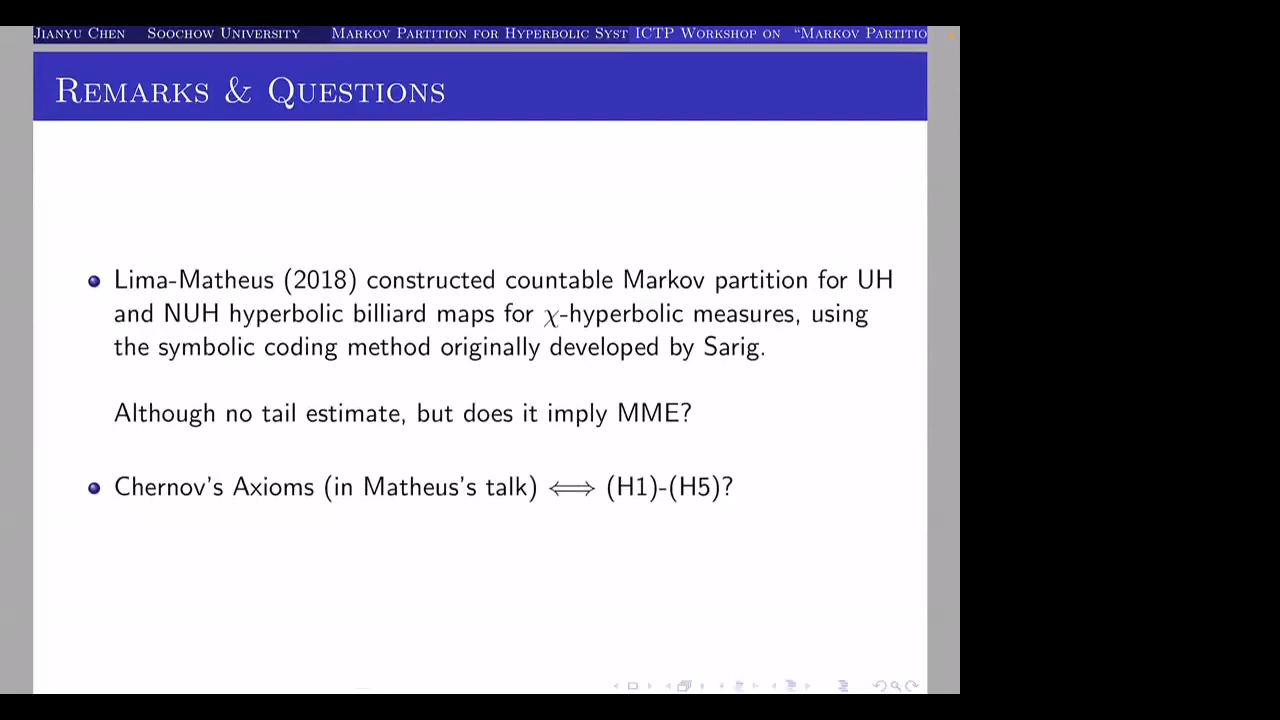 Jianyu Chen Soochow University Markov Partition for Hyperbolic Syst ICTP Workshop on “Markov Partitio
Remarks & Questions
Lima-Matheus (2018) constructed countable Markov partition for UH
and NUH hyperbolic billiard maps for χ-hyperbolic measures, using
the symbolic coding method originally developed by Sarig.
Although no tail estimate, but does it imply MME?
Chernov's Axioms (in Matheus's talk) ⟺ (H1)-(H5)?